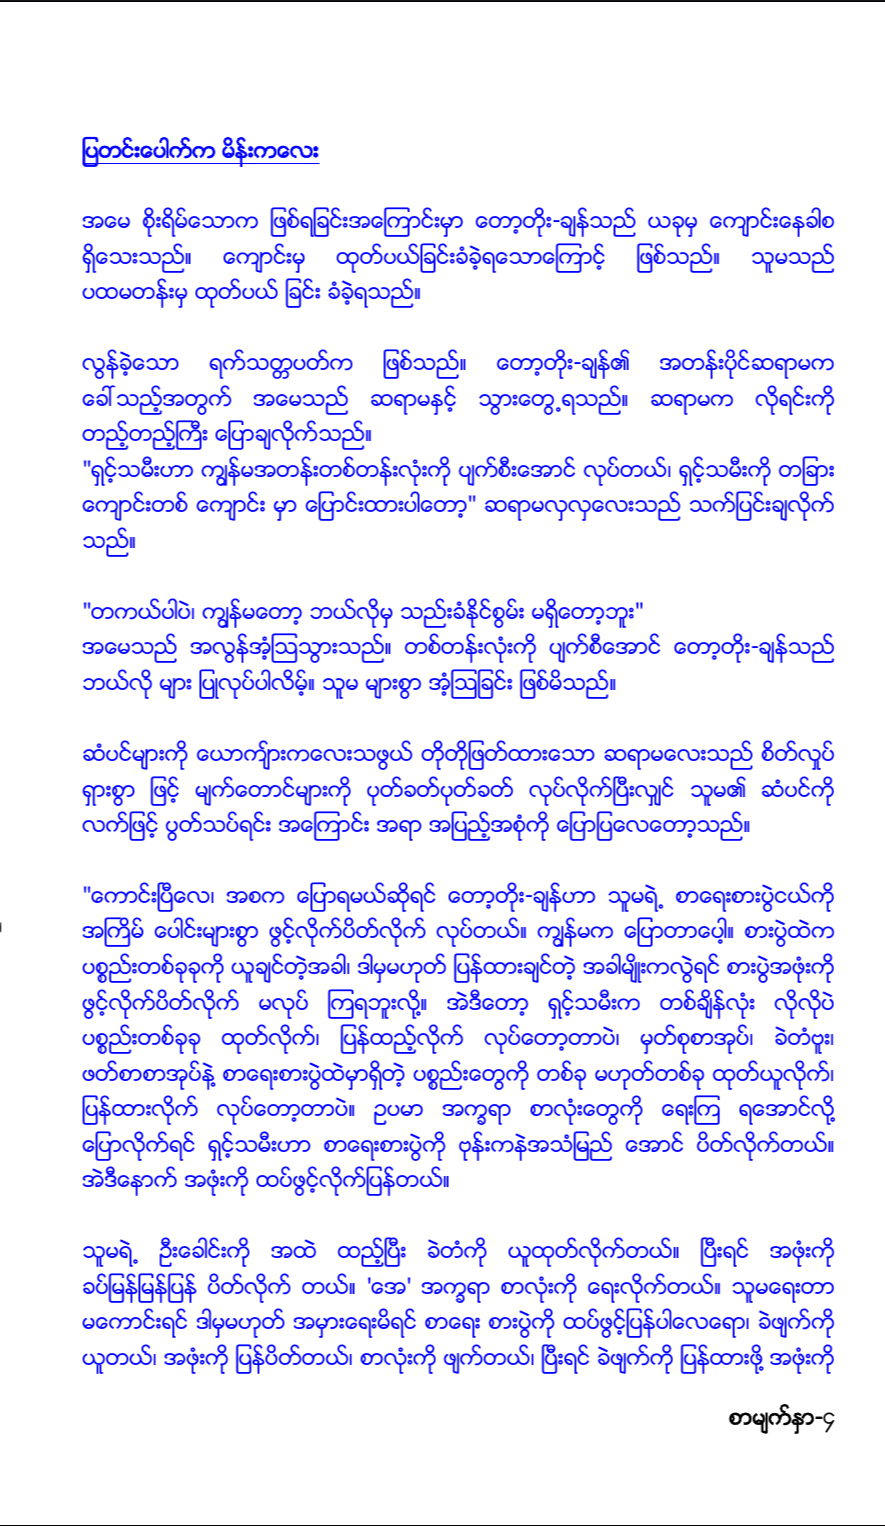 ပြတင်းပေါက်က မိန်းကလေး
အမေ စိုးရိမ်သောက ဖြစ်ရခြင်းအကြောင်းမှာ တော့တိုး-ချန်သည် ယခုမှ ကျောင်းနေခါစ
ရှိသေးသည်။ ကျောင်းမှ ထုတ်ပယ်ခြင်းခံခဲ့ရသောကြောင့် ဖြစ်သည်။ သူမသည်
ပထမတန်းမှ ထုတ်ပယ် ခြင်း ခံခဲ့ရသည်။
လွန်ခဲ့သော ရက်သတ္တပတ်က ဖြစ်သည်။ တော့တိုး-ချန်၏ အတန်းပိုင်ဆရာမက
ခေါ်သည့်အတွက် အမေသည် ဆရာမနှင့် သွားတွေ့ရသည်။ ဆရာမက လိုရင်းကို
တည့်တည့်ကြီး ပြောချလိုက်သည်။
"ရှင့်သမီးဟာ ကျွန်မအတန်းတစ်တန်းလုံးကို ပျက်စီးအောင် လုပ်တယ်၊ ရှင့်သမီးကို တခြား
ကျောင်းတစ် ကျောင်း မှာ ပြောင်းထားပါတော့" ဆရာမလှလှလေးသည် သက်ပြင်းချလိုက်
သည်။
"တကယ်ပါပဲ၊ ကျွန်မတော့ ဘယ်လိုမှ သည်းခံနိုင်စွမ်း မရှိတော့ဘူး"
အမေသည် အလွန်အံ့ဩသွားသည်။ တစ်တန်းလုံးကို ပျက်စီအောင် တော့တိုး-ချန်သည်
ဘယ်လို များ ပြုလုပ်ပါလိမ့်။ သူမ များစွာ အံ့ဩခြင်း ဖြစ်မိသည်။
ဆံပင်များကို ယောကျ်ားကလေးသဖွယ် တိုတိုဖြတ်ထားသော ဆရာမလေးသည် စိတ်လှုပ်
ရှားစွာ ဖြင့် မျက်တောင်များကို ပုတ်ခတ်ပုတ်ခတ် လုပ်လိုက်ပြီးလျှင် သူမ၏ ဆံပင်ကို
လက်ဖြင့် ပွတ်သပ်ရင်း အကြောင်း အရာ အပြည့်အစုံကို ပြောပြလေတော့သည်။
"ကောင်းပြီလေ၊ အစက ပြောရမယ်ဆိုရင် တော့တိုး-ချန်ဟာ သူမရဲ့ စာရေးစားပွဲငယ်ကို
အကြိမ် ပေါင်းများစွာ ဖွင့်လိုက်ပိတ်လိုက် လုပ်တယ်။ ကျွန်မက ပြောတာပေါ့။ စားပွဲထဲက
ပစ္စည်းတစ်ခုခုကို ယူချင်တဲ့အခါ၊ ဒါမှမဟုတ် ပြန်ထားချင်တဲ့ အခါမျိုးကလွဲရင် စားပွဲအဖုံးကို
ဖွင့်လိုက်ပိတ်လိုက် မလုပ် ကြရဘူးလို့။ အဲဒီတော့ ရှင့်သမီးက တစ်ချိန်လုံး လိုလိုပဲ
ပစ္စည်းတစ်ခုခု ထုတ်လိုက်၊ ပြန်ထည့်လိုက် လုပ်တော့တာပဲ၊ မှတ်စုစာအုပ်၊ ခဲတံဗူး၊
ဖတ်စာစာအုပ်နဲ့ စာရေးစားပွဲထဲမှာရှိတဲ့ ပစ္စည်းတွေကို တစ်ခု မဟုတ်တစ်ခု ထုတ်ယူလိုက်၊
ပြန်ထားလိုက် လုပ်တော့တာပဲ။ ဥပမာ အက္ခရာ စာလုံးတွေကို ရေးကြ ရအောင်လို့
ပြောလိုက်ရင် ရှင့်သမီးဟာ စာရေးစားပွဲကို ဗုန်းကနဲအသံမြည် အောင် ပိတ်လိုက်တယ်။
အဲဒီနောက် အဖုံးကို ထပ်ဖွင့်လိုက်ပြန်တယ်။
သူမရဲ့ ဦးခေါင်းကို အထဲ ထည့်ပြီး ခဲတံကို ယူထုတ်လိုက်တယ်။ ပြီးရင် အဖုံးကို
ခပ်မြန်မြန်ပြန် ပိတ်လိုက် တယ်။ 'အေ' အက္ခရာ စာလုံးကို ရေးလိုက်တယ်။ သူမရေးတာ
မကောင်းရင် ဒါမှမဟုတ် အမှားရေးမိရင် စာရေး စားပွဲကို ထပ်ဖွင့်ပြန်ပါလေရော၊ ခဲဖျက်ကို
ယူတယ်၊ အဖုံးကို ပြန်ပိတ်တယ်၊ စာလုံးကို ဖျက်တယ်၊ ပြီးရင် ခဲဖျက်ကို ပြန်ထားဖို့ အဖုံးကို
စာမျက်နှာ-၄